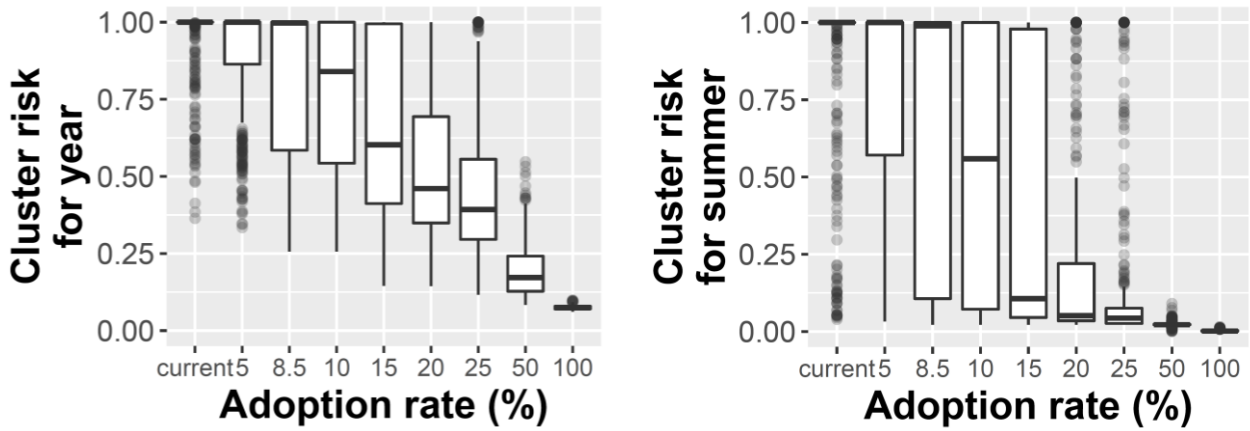 Cluster risk
for year
1.00
0.75
0.50
0.25
0.00
current 5 8.5 10 15 20 25 50 100
Adoption rate (%)
Cluster risk
for summer
1.00
0.75
0.50
0.25
0.00
current 5 8.5 10 15 20 25 50 100
Adoption rate (%)